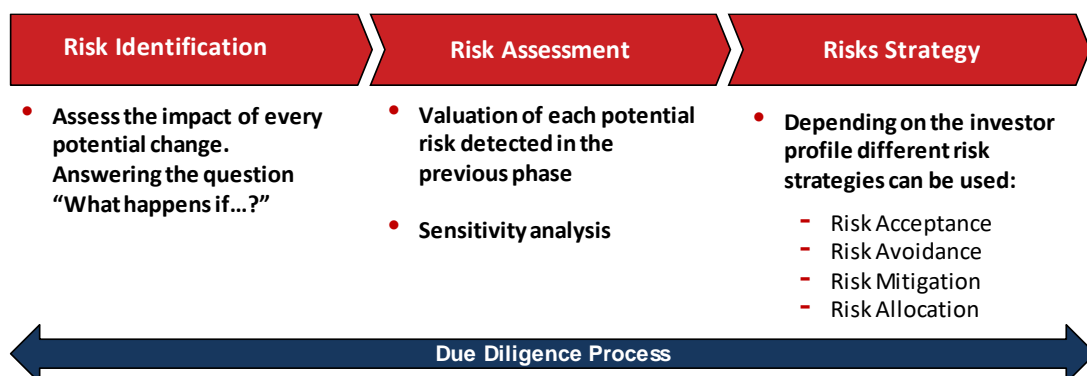 Risk Identification
Risk Assessment
Risks Strategy
• Assess the impact of every
potential change.
Answering the question
“What happens if…?”
• Valuation of each potential
risk detected in the
previous phase
• Sensitivity analysis
• Depending on the investor
profile different risk
strategies can be used:
- Risk Acceptance
- Risk Avoidance
- Risk Mitigation
- Risk Allocation
Due Diligence Process